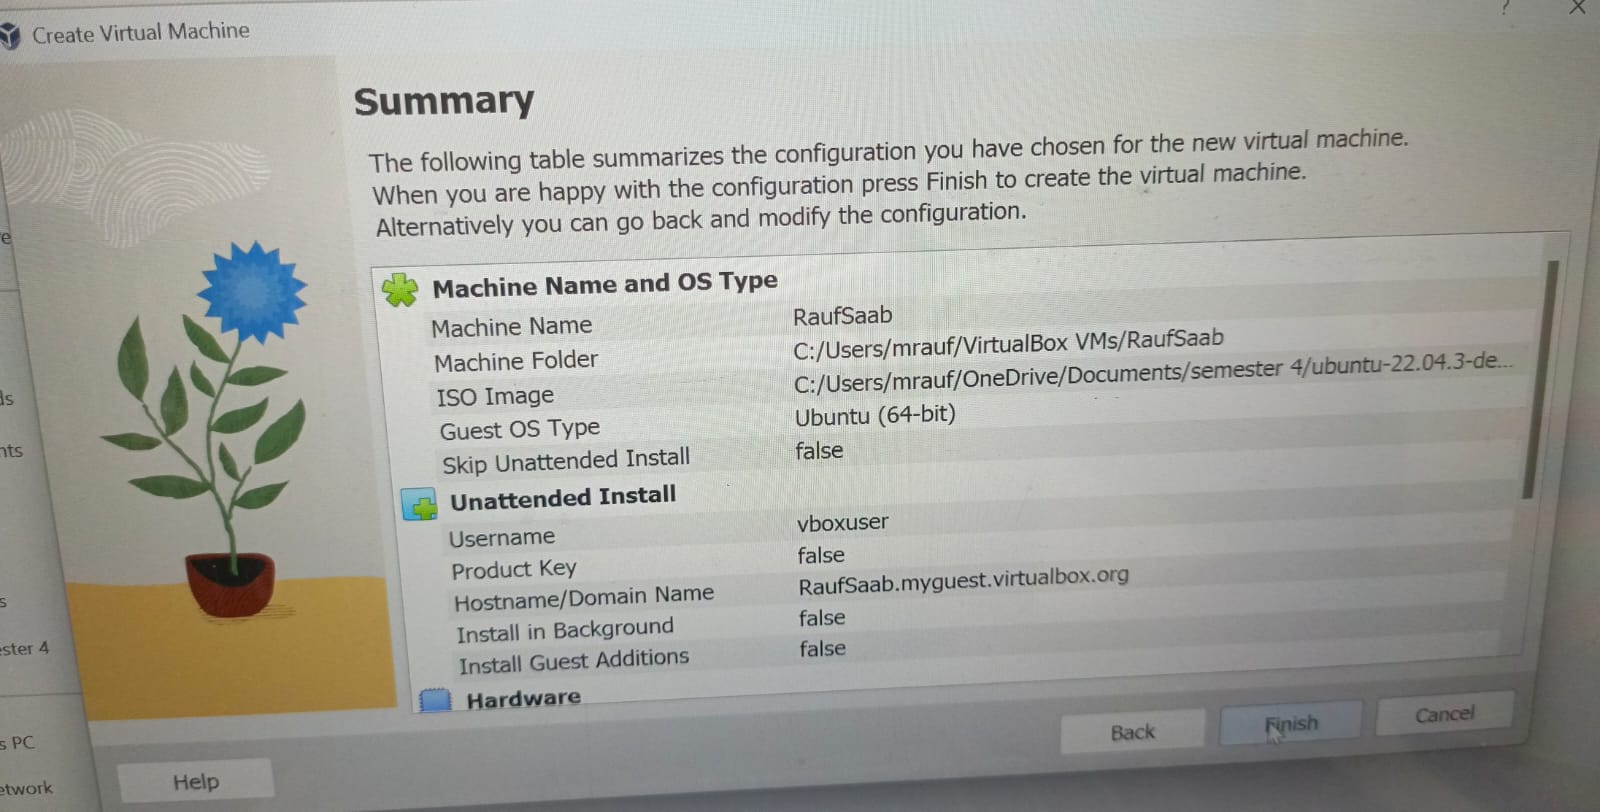 ?
Create Virtual Machine
Summary
The following table summarizes the configuration you have chosen for the new virtual machine.
When you are happy with the configuration press Finish to create the virtual machine.
Alternatively you can go back and modify the configuration.
Machine Name and OS Type
Machine Name RaufSaab
Machine Folder C:/Users/mrauf/VirtualBox VMs/RaufSaab
ISO Image C:/Users/mrauf/OneDrive/Documents/semester 4/ubuntu-22.04.3-de...
Guest OS Type Ubuntu (64-bit)
Skip Unattended Install false
Unattended Install
Username vboxuser
Product Key false
Hostname/Domain Name RaufSaab.myguest.virtualbox.org
Install in Background false
Install Guest Additions false
Hardware
Help
Back
Finish
Cancel
e
ds
nts
s
ester 4
s PC
etwork